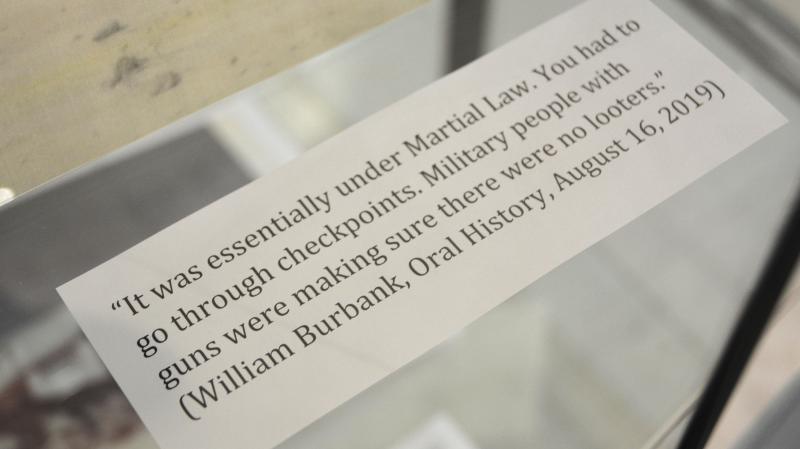 “It was essentially under Martial Law. You had to
go through checkpoints. Military people with
guns were making sure there were no looters.”
(William Burbank, Oral History, August 16, 2019)